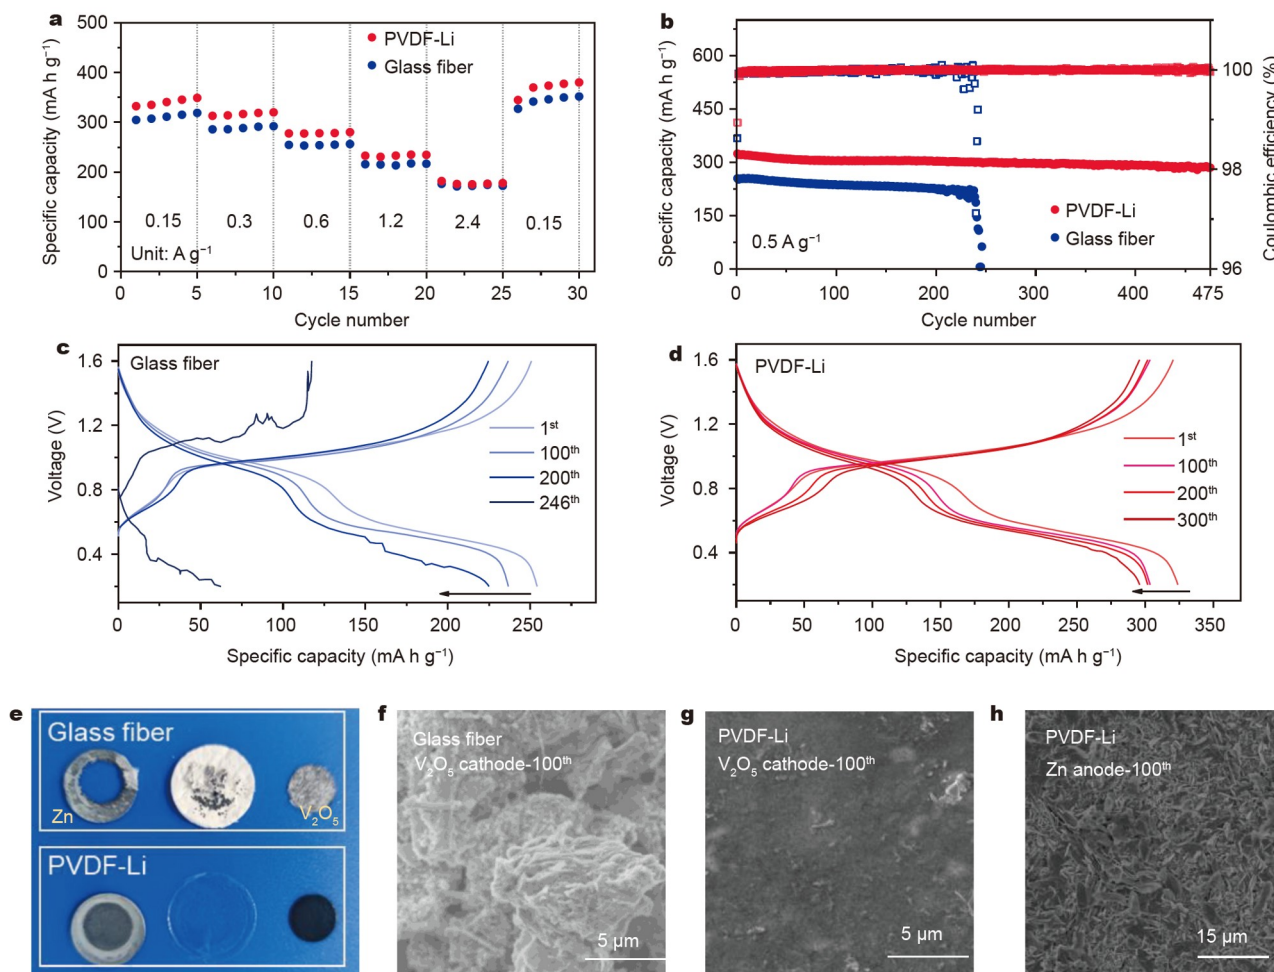 a
500
400
300
200
100
0
Specific capacity (mA h g⁻¹)
PVDF-Li
Glass fiber
0.15
0.3
0.6
1.2
2.4
0.15
Unit: A g⁻¹
0
5
10
15
20
25
30
Cycle number
b
600
450
300
150
0
Specific capacity (mA h g⁻¹)
100
98
96
Coulombic efficiency (%)
PVDF-Li
Glass fiber
0.5 A g⁻¹
0
100
200
300
400
475
Cycle number
c
Glass fiber
1.6
1.2
0.8
0.4
Voltage (V)
1ˢᵗ
100ᵗʰ
200ᵗʰ
246ᵗʰ
0
50
100
150
200
250
Specific capacity (mA h g⁻¹)
d
PVDF-Li
1.6
1.2
0.8
0.4
Voltage (V)
1ˢᵗ
100ᵗʰ
200ᵗʰ
300ᵗʰ
0
50
100
150
200
250
300
350
Specific capacity (mA h g⁻¹)
e
Glass fiber
Zn
V₂O₅
PVDF-Li
f
Glass fiber
V₂O₅ cathode-100ᵗʰ
5 μm
g
PVDF-Li
V₂O₅ cathode-100ᵗʰ
5 μm
h
PVDF-Li
Zn anode-100ᵗʰ
15 μm